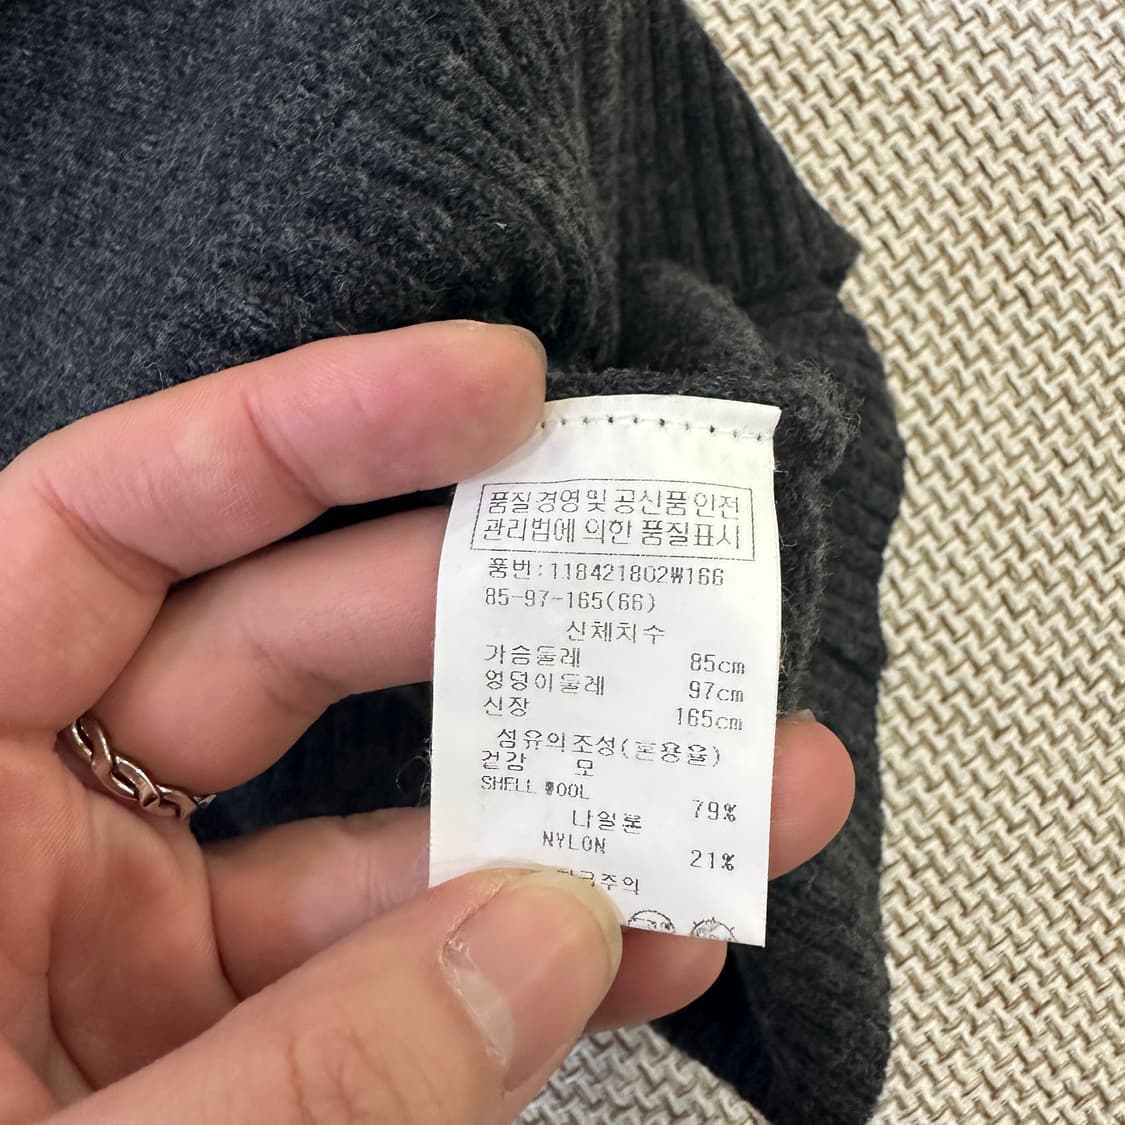 품질경영및 공산품안전
관리법에 의한 품질표시
품번:118421802W166
85-97-165(66)
신체치수
가슴둘레 85cm
엉덩이둘레 97cm
신장 165cm
섬유의조성(혼용율)
겉감 모
SHELL WOOL 79%
나일론
NYLON 21%
주의